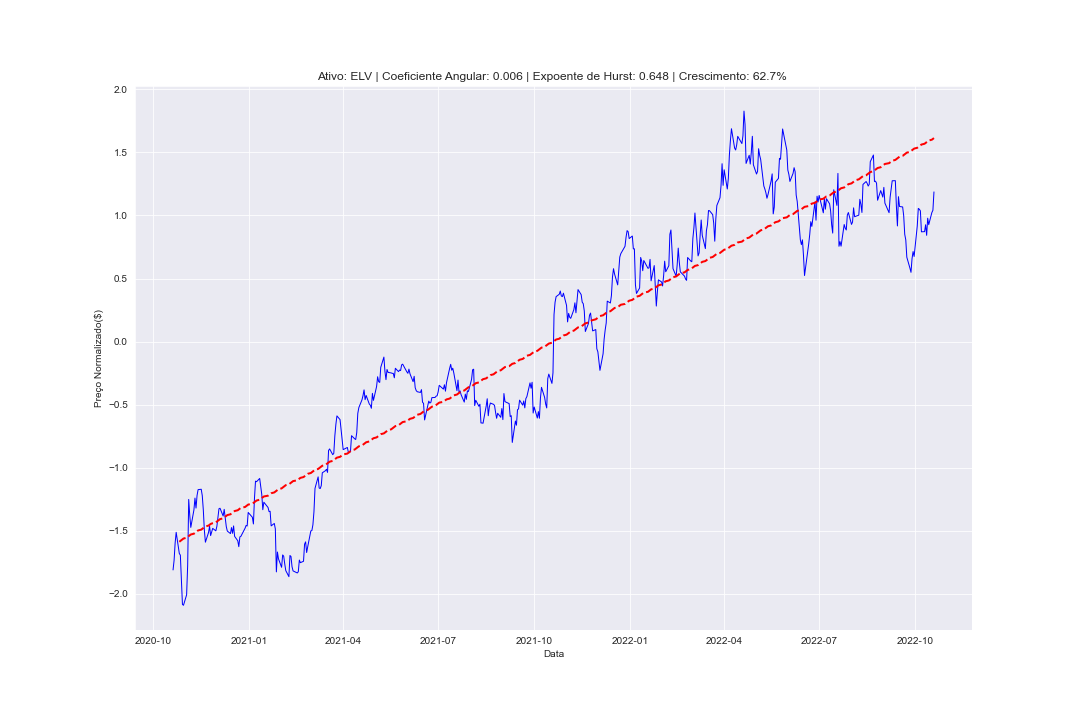 Ativo: ELV | Coeficiente Angular: 0.006 | Expoente de Hurst: 0.648 | Crescimento: 62.7%
2.0
1.5
1.0
0.5
0.0
−0.5
−1.0
−1.5
−2.0
Preço Normalizado($)
2020-10 2021-01 2021-04 2021-07 2021-10 2022-01 2022-04 2022-07 2022-10
Data